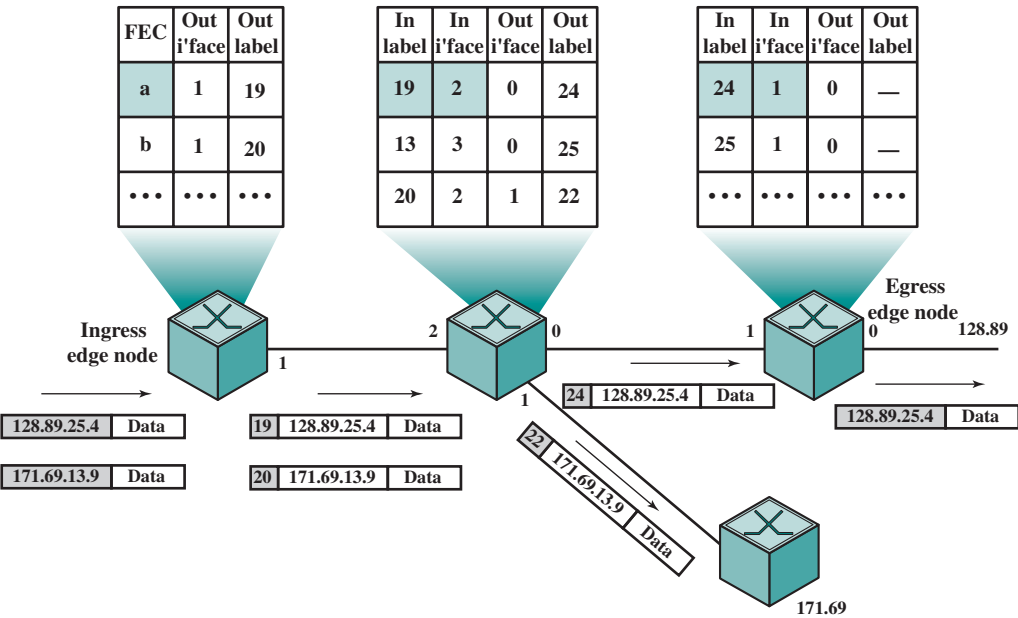 FEC Out i'face Out label
a 1 19
b 1 20
••• ••• •••
In label In i'face Out i'face Out label
19 2 0 24
13 3 0 25
20 2 1 22
In label In i'face Out i'face Out label
24 1 0 —
25 1 0 —
••• ••• ••• •••
Ingress
edge node
1
2
0
1
1
Egress
edge node
0
128.89
128.89.25.4 Data
171.69.13.9 Data
19 128.89.25.4 Data
20 171.69.13.9 Data
24 128.89.25.4 Data
22 171.69.13.9 Data
128.89.25.4 Data
171.69